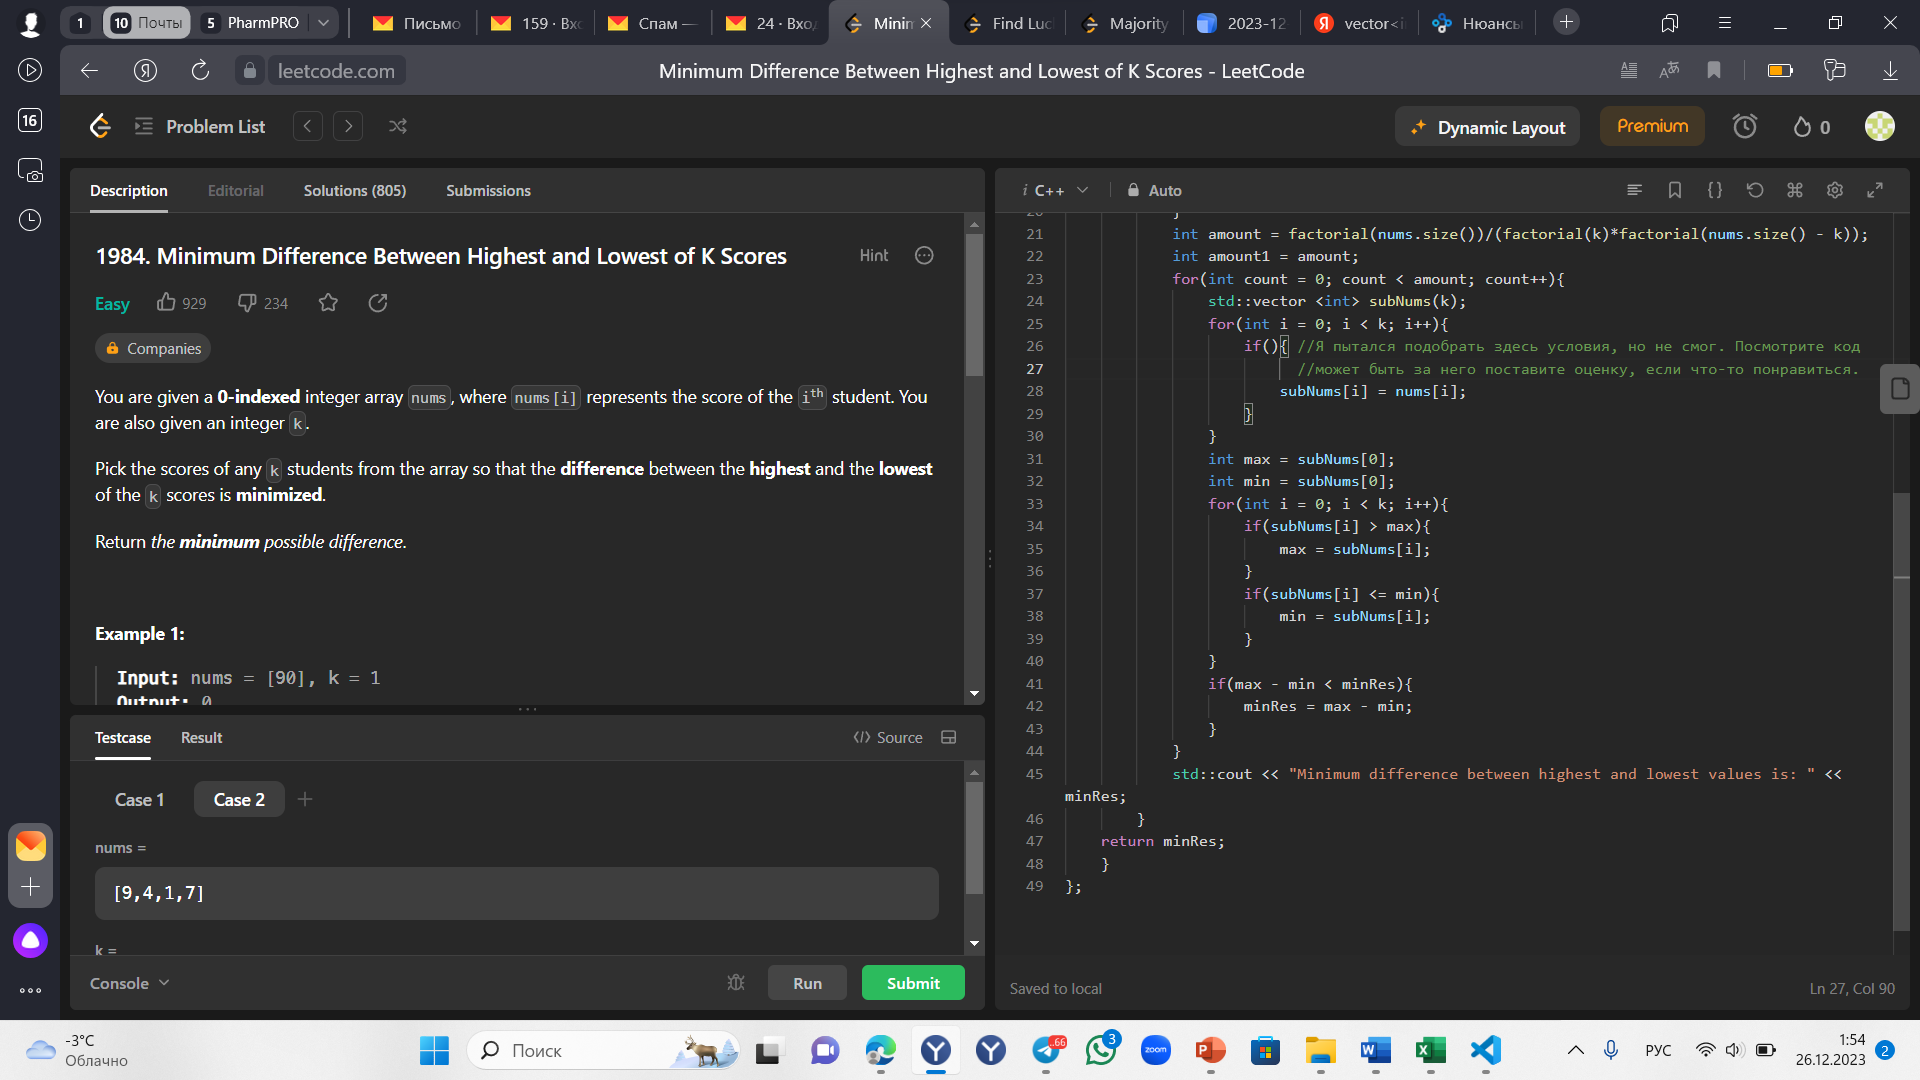 1
10 Почты
5 PharmPRO
Письмо
159 · Вхо
Спам —
24 · Вход
Minin
Find Luc
Majority
2023-12
vector<i
Нюансы
leetcode.com
Minimum Difference Between Highest and Lowest of K Scores - LeetCode
16
Problem List
Dynamic Layout
Premium
0
Description
Editorial
Solutions (805)
Submissions
1984. Minimum Difference Between Highest and Lowest of K Scores
Hint
Easy
929
234
Companies
You are given a 0-indexed integer array nums, where nums[i] represents the score of the ith student. You
are also given an integer k.
Pick the scores of any k students from the array so that the difference between the highest and the lowest
of the k scores is minimized.
Return the minimum possible difference.
Example 1:
Input: nums = [90], k = 1
Output: 0
Testcase
Result
</> Source
Case 1
Case 2
nums =
[9,4,1,7]
k =
Console
Run
Submit
i C++
Auto
20 }
21 int amount = factorial(nums.size())/(factorial(k)*factorial(nums.size() - k));
22 int amount1 = amount;
23 for(int count = 0; count < amount; count++){
24 std::vector <int> subNums(k);
25 for(int i = 0; i < k; i++){
26 if(){ //Я пытался подобрать здесь условия, но не смог. Посмотрите код
27 //может быть за него поставите оценку, если что-то понравиться.
28 subNums[i] = nums[i];
29 }
30 }
31 int max = subNums[0];
32 int min = subNums[0];
33 for(int i = 0; i < k; i++){
34 if(subNums[i] > max){
35 max = subNums[i];
36 }
37 if(subNums[i] <= min){
38 min = subNums[i];
39 }
40 }
41 if(max - min < minRes){
42 minRes = max - min;
43 }
44 }
45 std::cout << "Minimum difference between highest and lowest values is: " <<
minRes;
46 }
47 return minRes;
48 }
49 };
Saved to local
Ln 27, Col 90
-3°C
Облачно
Поиск
..66
3
zoom
РУС
1:54
26.12.2023
2